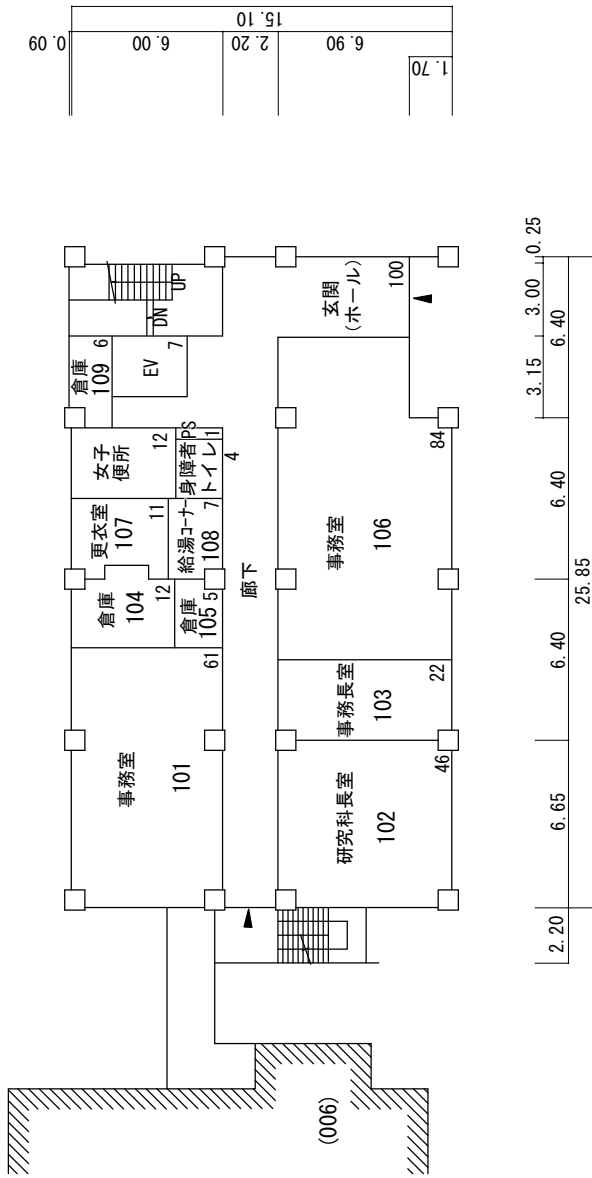 15.10
0.09
6.00
2.20
6.90
1.70
UP
DN
倉庫
109
6
EV
7
玄関
(ホール)
100
女子
便所
12
PS
1
身障者
トイレ
4
更衣室
107
11
給湯コーナー
108
7
倉庫
104
12
倉庫
105
5
廊下
事務室
106
84
事務室
101
61
事務長室
103
22
研究科長室
102
46
(006)
0.25
3.00
3.15
6.40
6.40
6.40
6.65
2.20
25.85